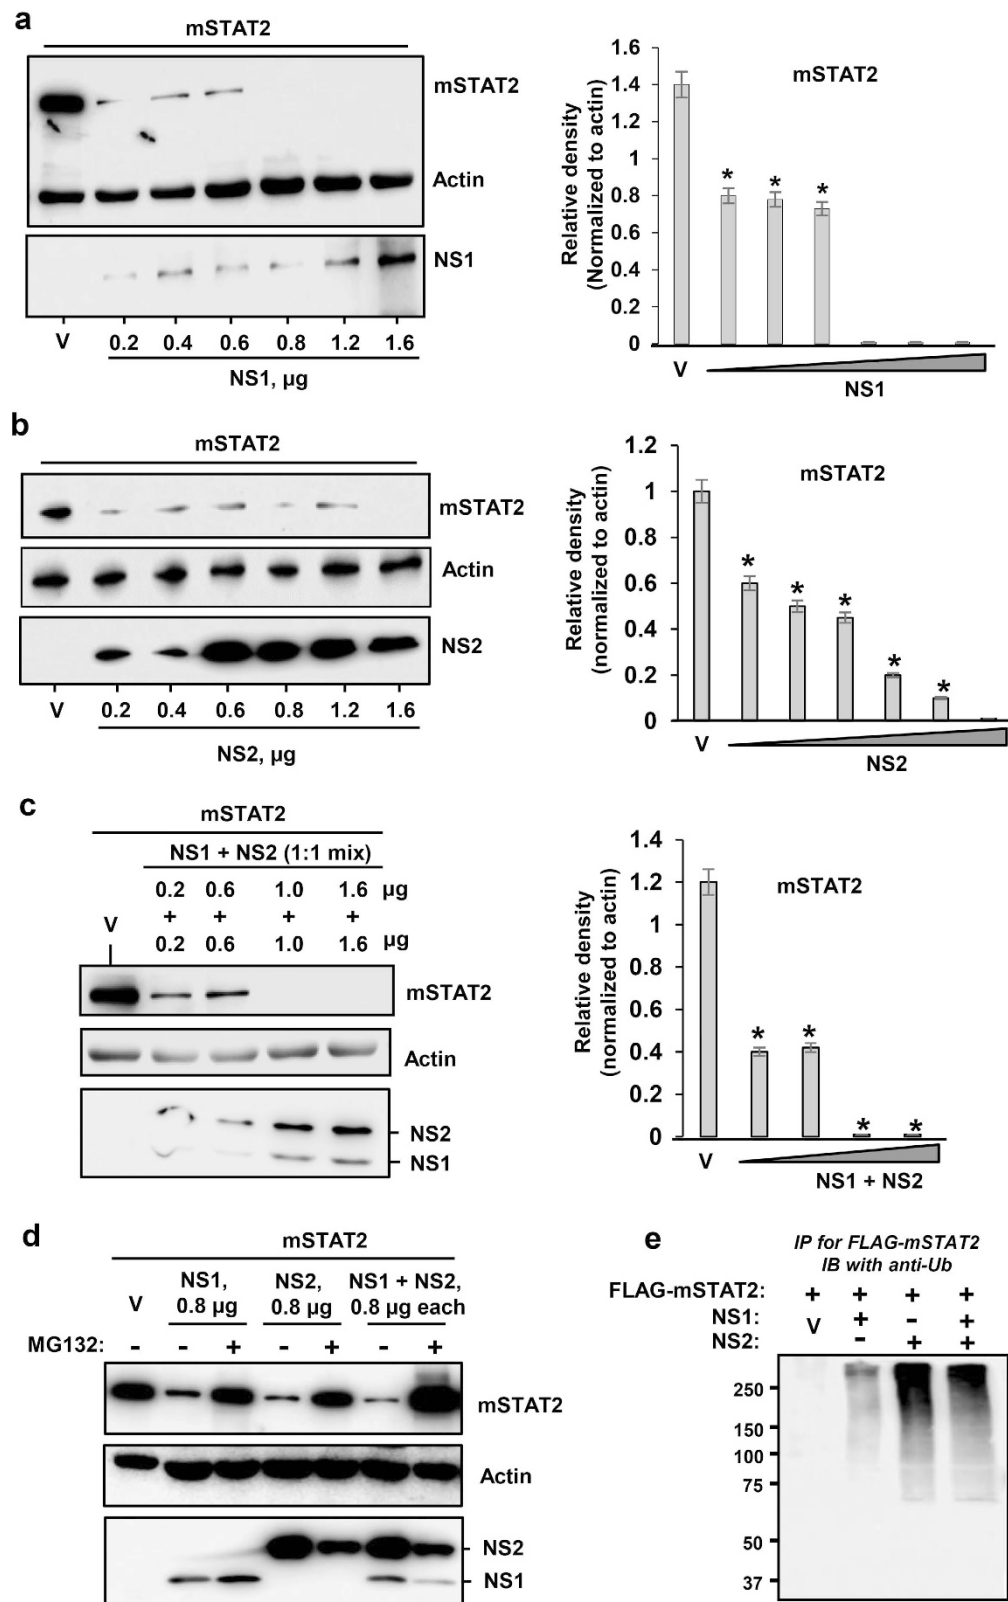 a
mSTAT2
mSTAT2
Actin
NS1
V 0.2 0.4 0.6 0.8 1.2 1.6
NS1, µg
Relative density
(Normalized to actin)
1.6
1.4
1.2
1
0.8
0.6
0.4
0.2
0
mSTAT2
* * *
V
NS1
b
mSTAT2
mSTAT2
Actin
NS2
V 0.2 0.4 0.6 0.8 1.2 1.6
NS2, µg
Relative density
(normalized to actin)
1.2
1
0.8
0.6
0.4
0.2
0
mSTAT2
* * * * *
V
NS2
c
mSTAT2
NS1 + NS2 (1:1 mix)
0.2 0.6 1.0 1.6 µg
V + + + +
0.2 0.6 1.0 1.6 µg
mSTAT2
Actin
NS2
NS1
Relative density
(normalized to actin)
1.4
1.2
1
0.8
0.6
0.4
0.2
0
mSTAT2
* * * *
V
NS1 + NS2
d
mSTAT2
V
NS1, 0.8 µg
NS2, 0.8 µg
NS1 + NS2, 0.8 µg each
MG132: - - + - + - +
mSTAT2
Actin
NS2
NS1
e
IP for FLAG-mSTAT2
IB with anti-Ub
FLAG-mSTAT2: + + + +
NS1: V + - +
NS2: - + +
250
150
100
75
50
37